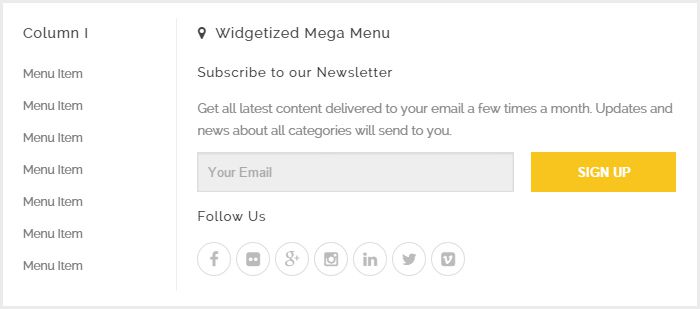 Column I
Menu Item
Menu Item
Menu Item
Menu Item
Menu Item
Menu Item
Menu Item
Widgetized Mega Menu
Subscribe to our Newsletter
Get all latest content delivered to your email a few times a month. Updates and
news about all categories will send to you.
Your Email
SIGN UP
Follow Us